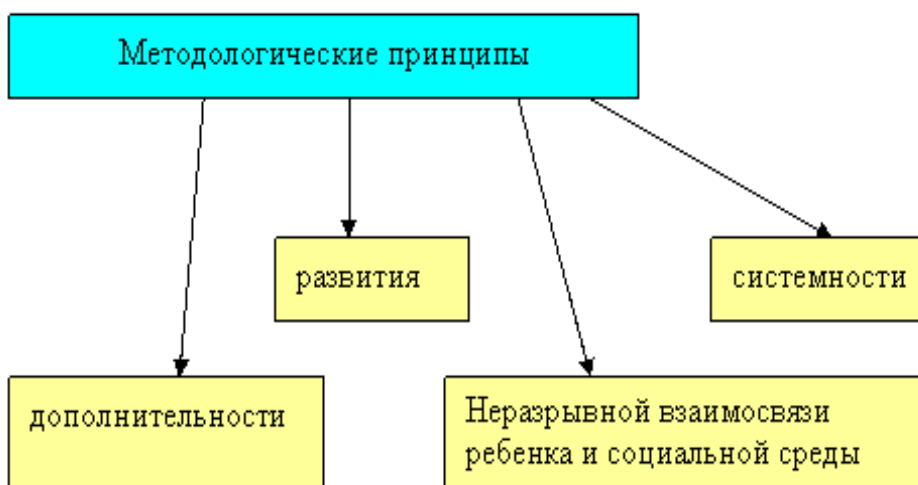 Методологические принципы
развития
системности
дополнительности
Неразрывной взаимосвязи
ребенка и социальной среды